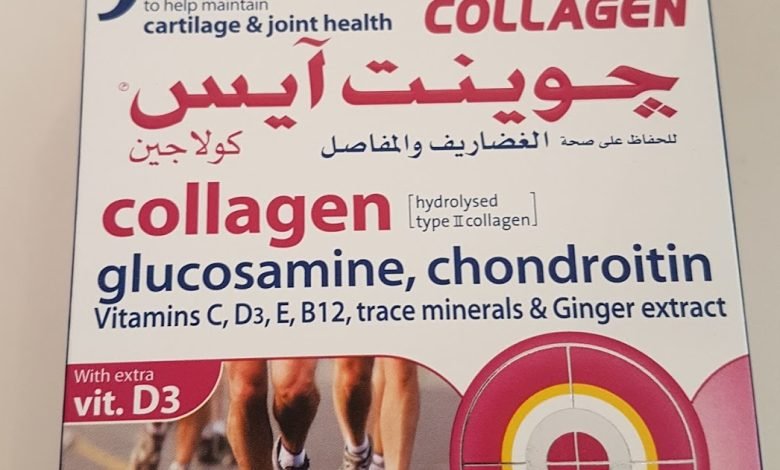 to help maintain
cartilage & joint health
COLLAGEN
چوينت آيس
للحفاظ على صحة الغضاريف والمفاصل
كولاجين
collagen [hydrolysed
type II collagen]
glucosamine, chondroitin
Vitamins C, D3, E, B12, trace minerals & Ginger extract
With extra
vit. D3